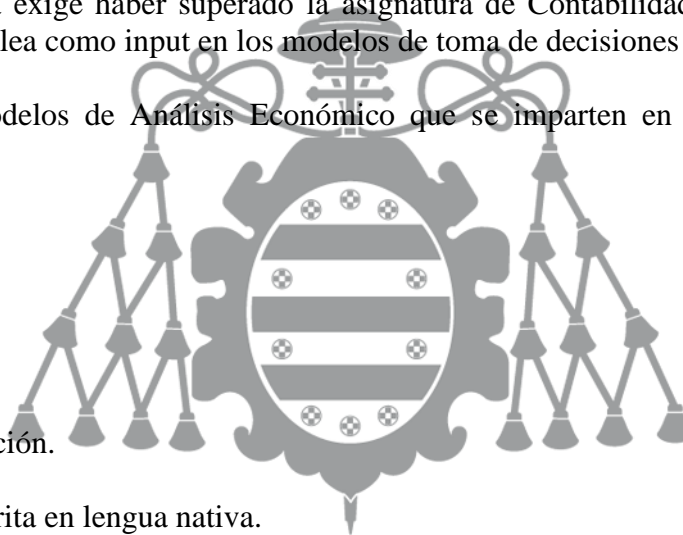 exige haber superado la asignatura de Contabilidad
lea como input en los modelos de toma de decisiones
delos de Análisis Económico que se imparten en
ción.
rita en lengua nativa.